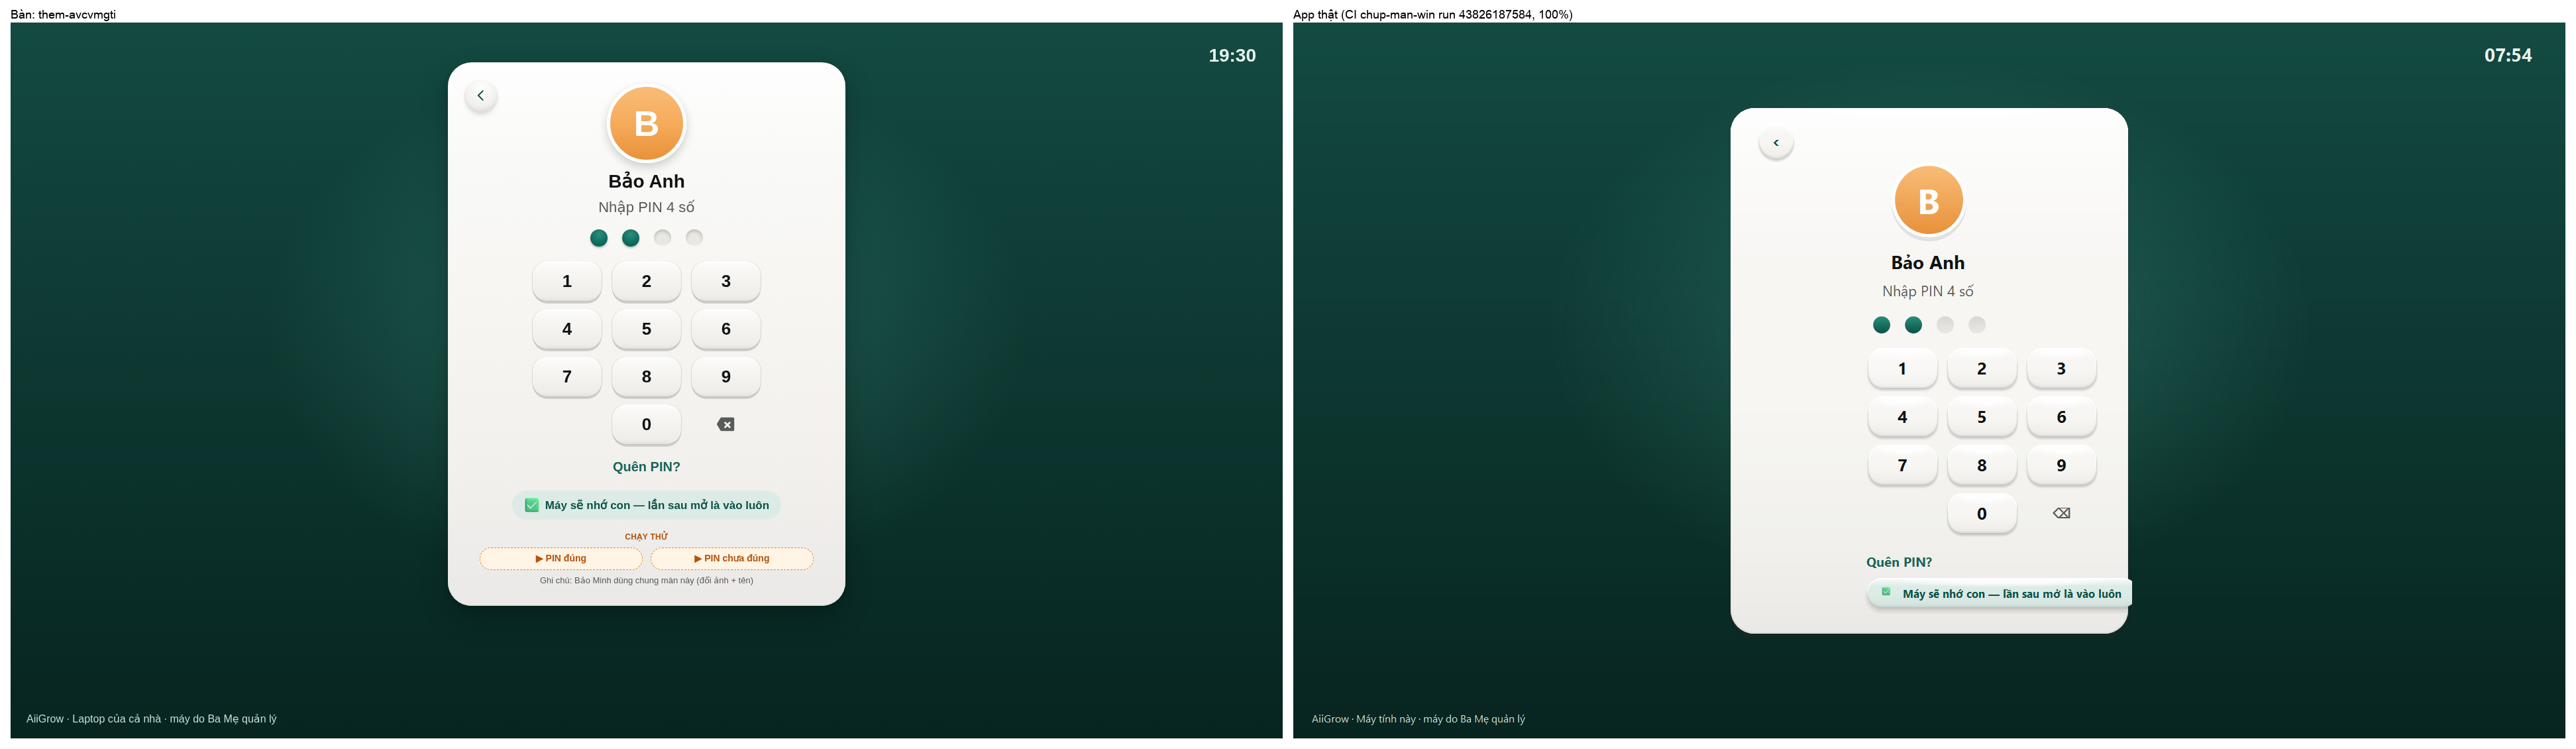 Bàn: them-avcvmgti
19:30
B
Bảo Anh
Nhập PIN 4 số
1 2 3
4 5 6
7 8 9
0
Quên PIN?
Máy sẽ nhớ con — lần sau mở là vào luôn
CHẠY THỬ
▶ PIN đúng ▶ PIN chưa đúng
Ghi chú: Bảo Minh dùng chung màn này (đổi ảnh + tên)
AiiGrow · Laptop của cả nhà · máy do Ba Mẹ quản lý
App thật (CI chup-man-win run 43826187584, 100%)
07:54
B
Bảo Anh
Nhập PIN 4 số
1 2 3
4 5 6
7 8 9
0
Quên PIN?
Máy sẽ nhớ con — lần sau mở là vào luôn
AiiGrow · Máy tính này · máy do Ba Mẹ quản lý